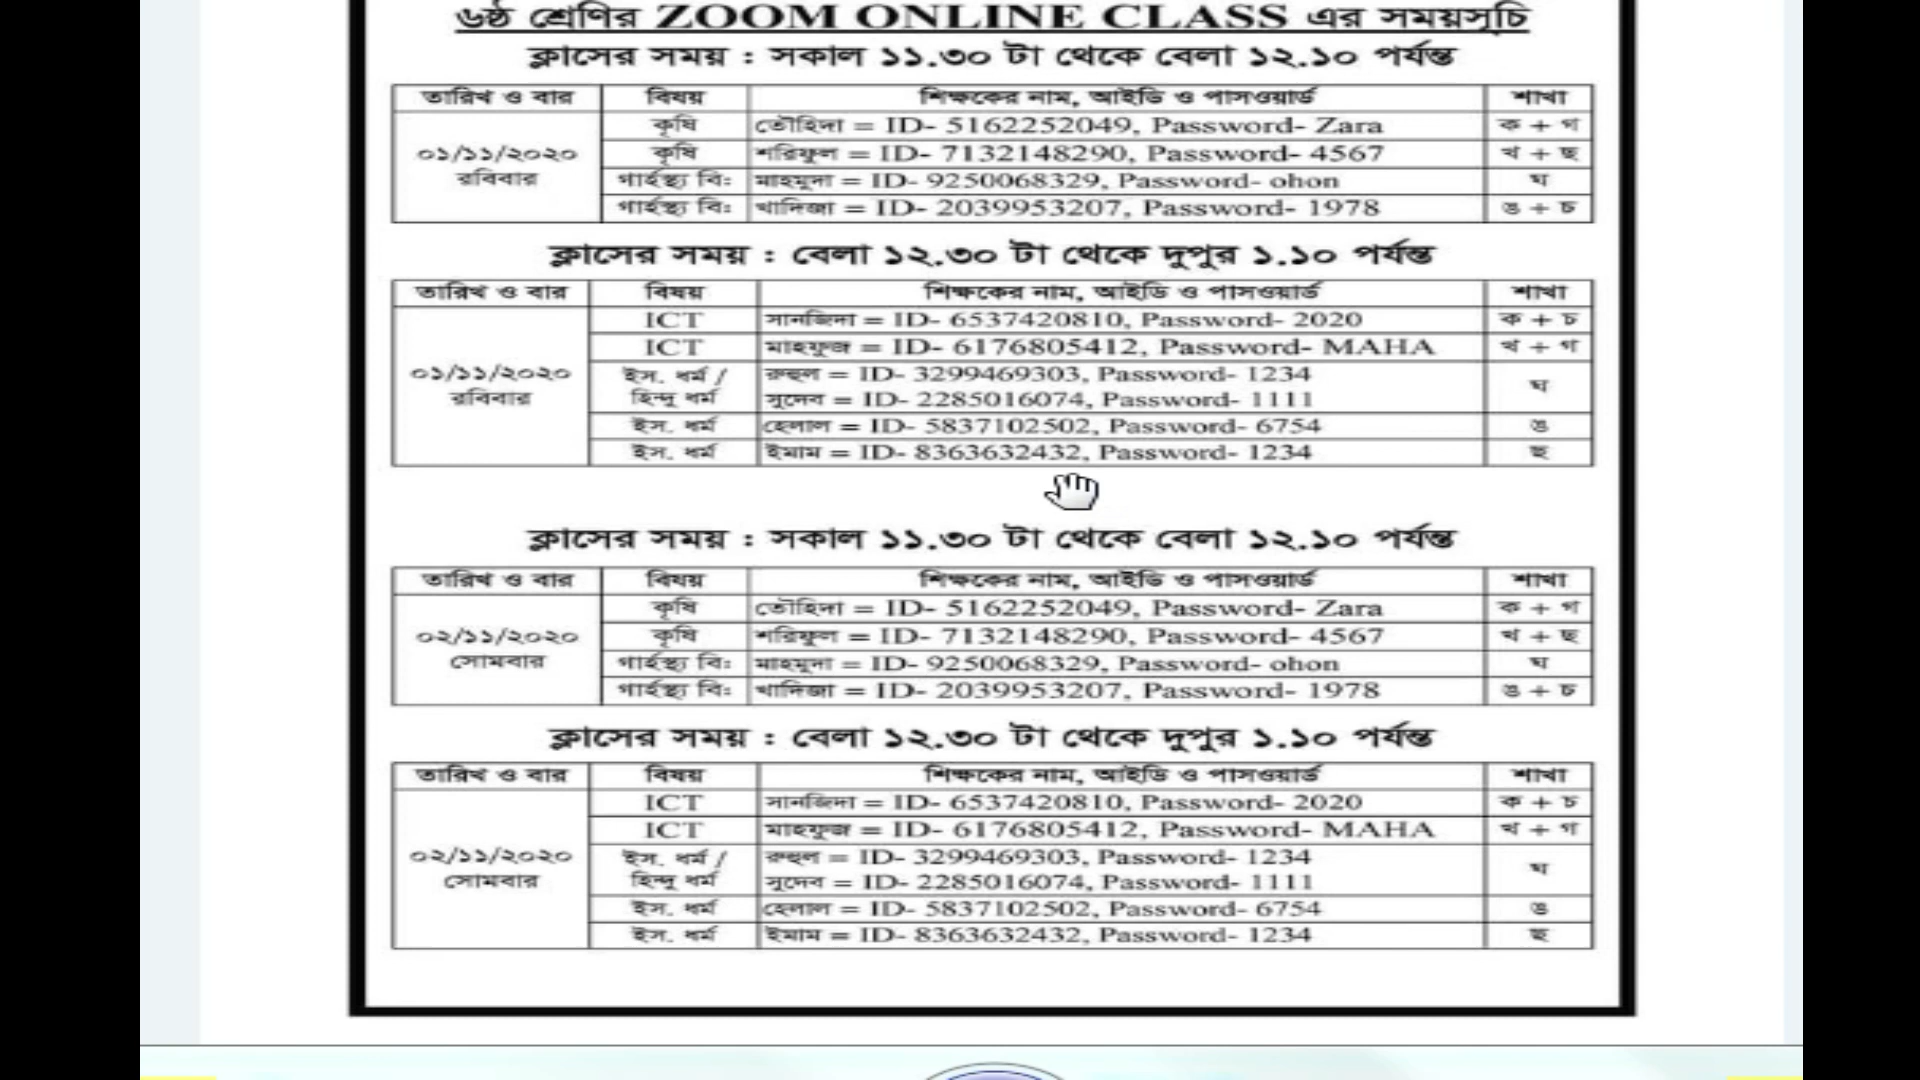 ৬ষ্ঠ শ্রেণির ZOOM ONLINE CLASS এর সময়সূচি
ক্লাসের সময় : সকাল ১১.৩০ টা থেকে বেলা ১২.১০ পর্যন্ত
তারিখ ও বার বিষয় শিক্ষকের নাম, আইডি ও পাসওয়ার্ড শাখা
কৃষি তৌহিদা = ID- 5162252049, Password- Zara ক + গ
০১/১১/২০২০ কৃষি শরিফুল = ID- 7132148290, Password- 4567 খ + ছ
রবিবার গার্হস্থ্য বি: মাহমুদা = ID- 9250068329, Password- ohon ঘ
গার্হস্থ্য বি: খাদিজা = ID- 2039953207, Password- 1978 ঙ + চ
ক্লাসের সময় : বেলা ১২.৩০ টা থেকে দুপুর ১.১০ পর্যন্ত
তারিখ ও বার বিষয় শিক্ষকের নাম, আইডি ও পাসওয়ার্ড শাখা
ICT সানজিদা = ID- 6537420810, Password- 2020 ক + চ
ICT মাহফুজ = ID- 6176805412, Password- MAHA খ + গ
০১/১১/২০২০ ইস. ধর্ম / রুহুল = ID- 3299469303, Password- 1234 ঘ
রবিবার হিন্দু ধর্ম সুদেব = ID- 2285016074, Password- 1111
ইস. ধর্ম হেলাল = ID- 5837102502, Password- 6754 ঙ
ইস. ধর্ম ইমাম = ID- 8363632432, Password- 1234 ছ
ক্লাসের সময় : সকাল ১১.৩০ টা থেকে বেলা ১২.১০ পর্যন্ত
তারিখ ও বার বিষয় শিক্ষকের নাম, আইডি ও পাসওয়ার্ড শাখা
কৃষি তৌহিদা = ID- 5162252049, Password- Zara ক + গ
০২/১১/২০২০ কৃষি শরিফুল = ID- 7132148290, Password- 4567 খ + ছ
সোমবার গার্হস্থ্য বি: মাহমুদা = ID- 9250068329, Password- ohon ঘ
গার্হস্থ্য বি: খাদিজা = ID- 2039953207, Password- 1978 ঙ + চ
ক্লাসের সময় : বেলা ১২.৩০ টা থেকে দুপুর ১.১০ পর্যন্ত
তারিখ ও বার বিষয় শিক্ষকের নাম, আইডি ও পাসওয়ার্ড শাখা
ICT সানজিদা = ID- 6537420810, Password- 2020 ক + চ
ICT মাহফুজ = ID- 6176805412, Password- MAHA খ + গ
০২/১১/২০২০ ইস. ধর্ম / রুহুল = ID- 3299469303, Password- 1234 ঘ
সোমবার হিন্দু ধর্ম সুদেব = ID- 2285016074, Password- 1111
ইস. ধর্ম হেলাল = ID- 5837102502, Password- 6754 ঙ
ইস. ধর্ম ইমাম = ID- 8363632432, Password- 1234 ছ